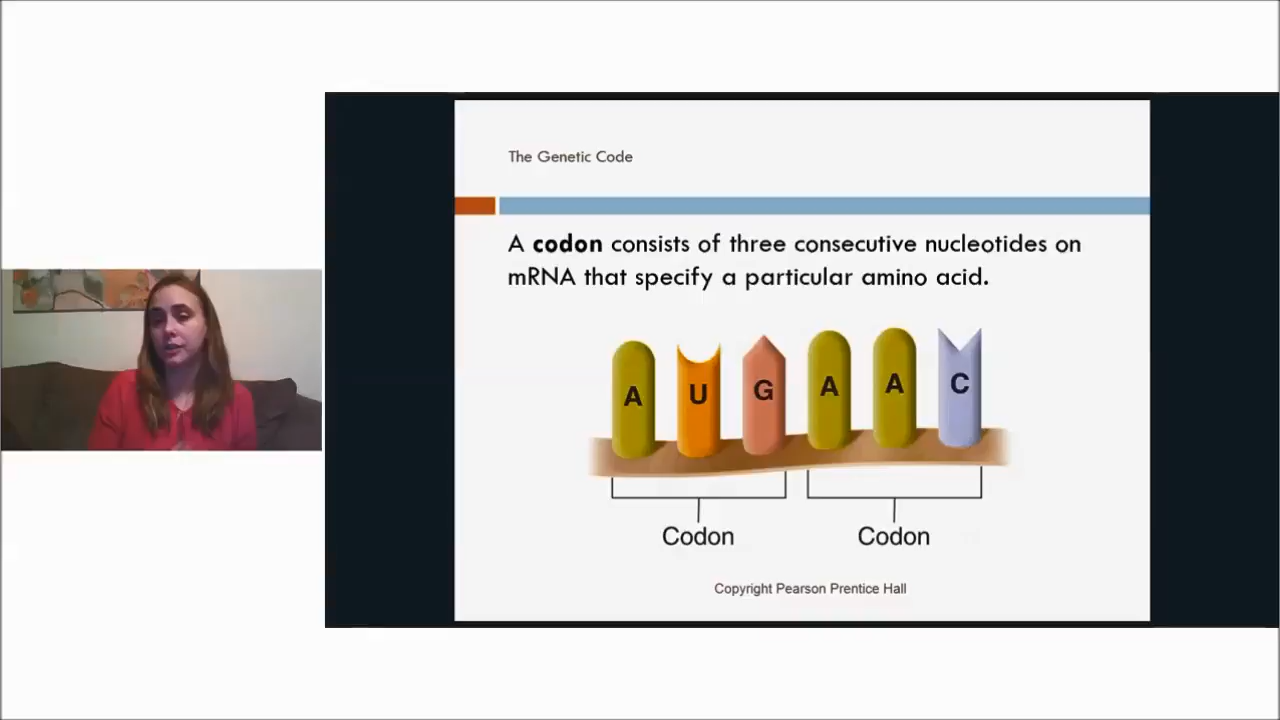 The Genetic Code
A codon consists of three consecutive nucleotides on
mRNA that specify a particular amino acid.
A U G A A C
Codon Codon
Copyright Pearson Prentice Hall